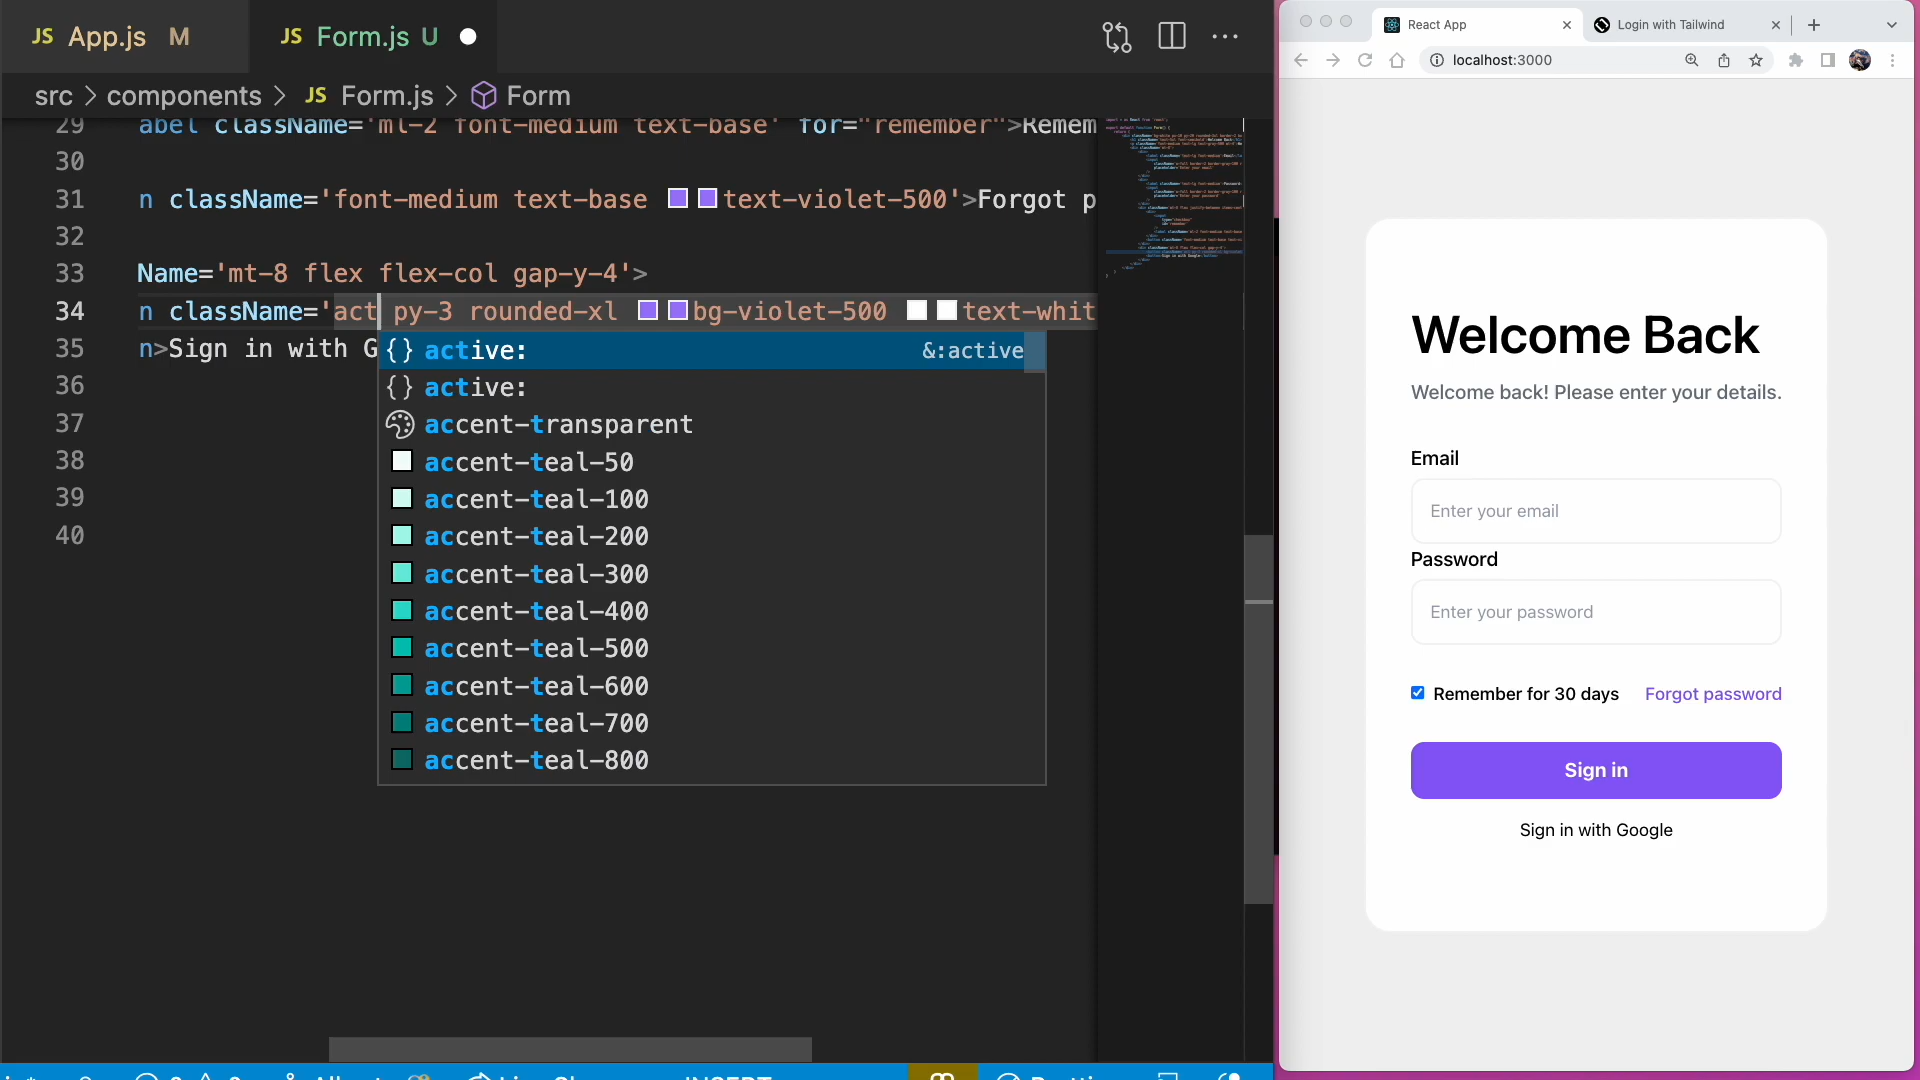 JS App.js M
JS Form.js U
src > components > JS Form.js > Form
29 abel className='ml-2 font-medium text-base' for="remember">Remem
30
31 n className='font-medium text-base text-violet-500'>Forgot p
32
33 Name='mt-8 flex flex-col gap-y-4'>
34 n className='act py-3 rounded-xl bg-violet-500 text-whit
35 n>Sign in with G
36
37
38
39
40
{} active: &:active
{} active:
accent-transparent
accent-teal-50
accent-teal-100
accent-teal-200
accent-teal-300
accent-teal-400
accent-teal-500
accent-teal-600
accent-teal-700
accent-teal-800
React App
Login with Tailwind
localhost:3000
Welcome Back
Welcome back! Please enter your details.
Email
Enter your email
Password
Enter your password
Remember for 30 days
Forgot password
Sign in
Sign in with Google